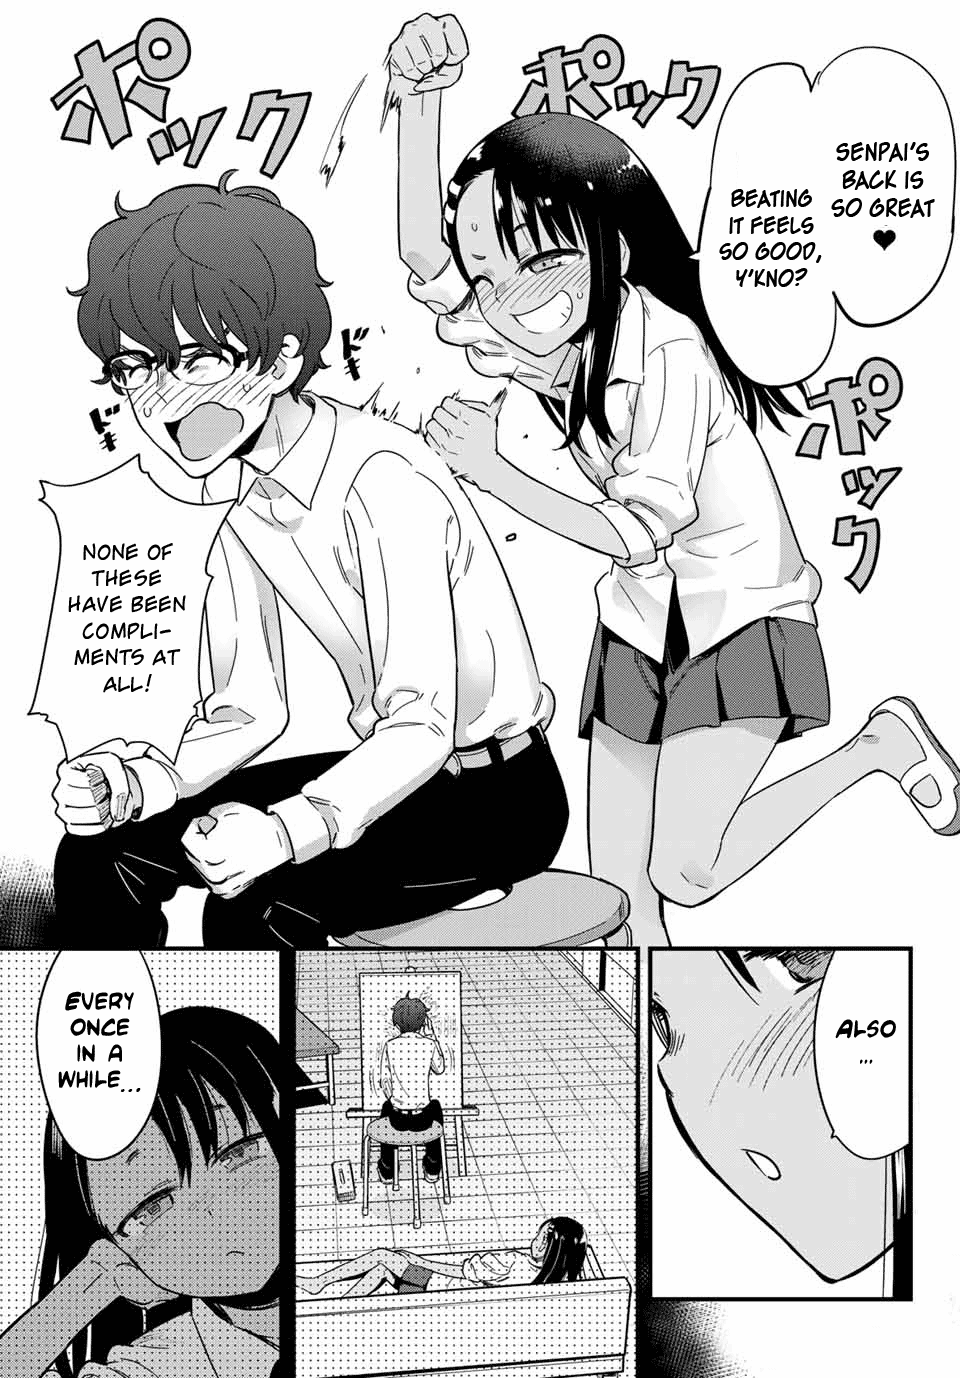 SENPAI'S
BACK IS
SO GREAT
♥
BEATING
IT FEELS
SO GOOD,
Y'KNO?
ポックク
ポック
ポック
ドキ
ドキ
NONE OF
THESE
HAVE BEEN
COMPLI-
MENTS AT
ALL!
ALSO
...
EVERY
ONCE
IN A
WHILE...